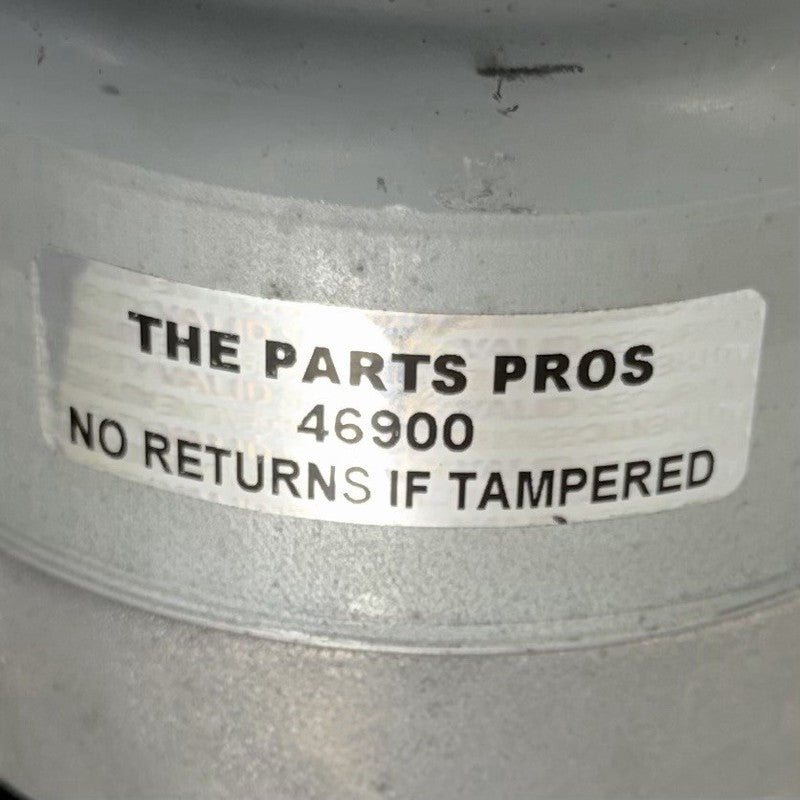 THE PARTS PROS
46900
NO RETURNS IF TAMPERED